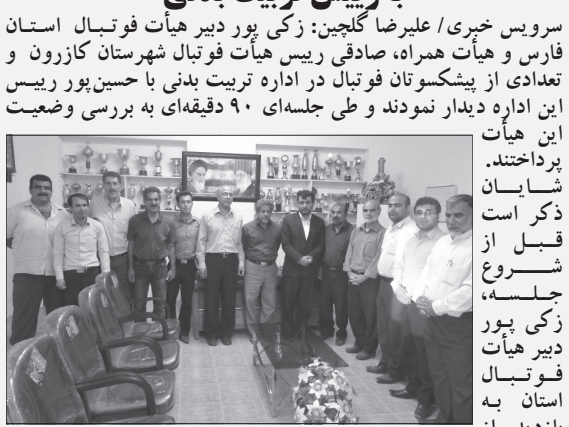 با رییس تربیت بدنی
سرویس خبری/ علیرضا گلچین: زکی پور دبیر هیأت فوتبال استان
فارس و هیأت همراه، صادقی رییس هیأت فوتبال شهرستان کازرون و
تعدادی از پیشکسوتان فوتبال در اداره تربیت بدنی با حسین‌پور رییس
این اداره دیدار نمودند و طی جلسه‌ای ۹۰ دقیقه‌ای به بررسی وضعیت
این هیأت
پرداختند.
شایان
ذکر است
قبل از
شروع
جلسه،
زکی پور
دبیر هیأت
فوتبال
استان به